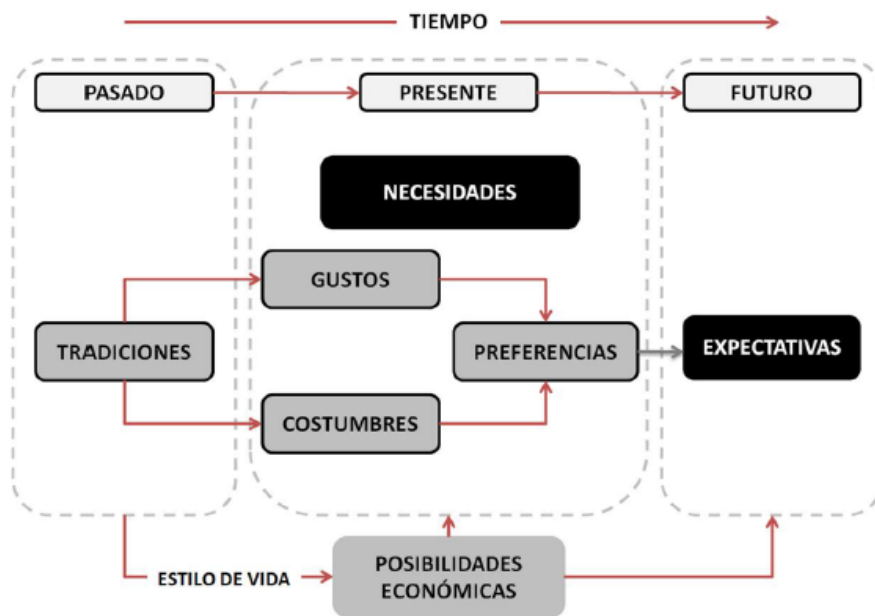 TIEMPO
PASADO
PRESENTE
FUTURO
NECESIDADES
GUSTOS
TRADICIONES
PREFERENCIAS
EXPECTATIVAS
COSTUMBRES
ESTILO DE VIDA
POSIBILIDADES
ECONÓMICAS